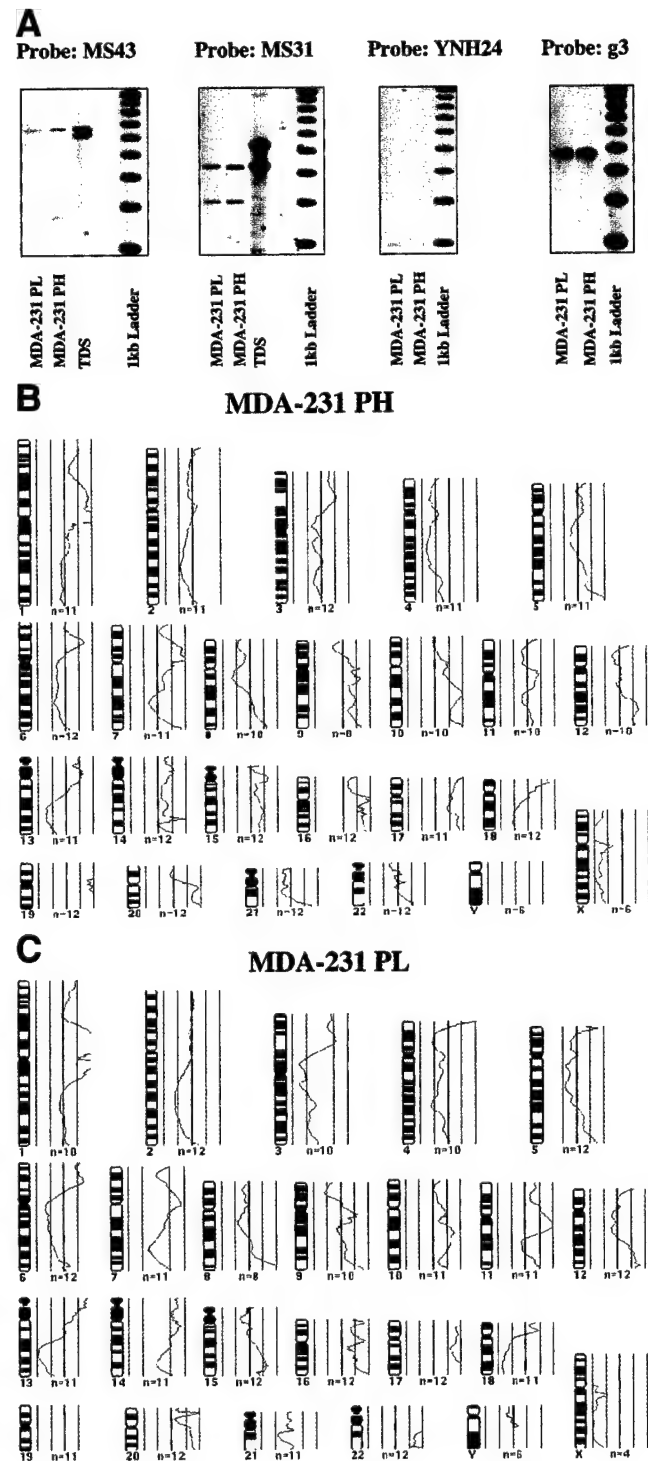 A
Probe: MS43 Probe: MS31 Probe: YNH24 Probe: g3
MDA-231 PL MDA-231 PH TDS 1kb Ladder MDA-231 PL MDA-231 PH TDS 1kb Ladder MDA-231 PL MDA-231 PH 1kb Ladder MDA-231 PL MDA-231 PH 1kb Ladder
B
MDA-231 PH
1 n=11 2 n=11 3 n=12 4 n=11 5 n=11
6 n=12 7 n=11 8 n=10 9 n=8 10 n=10 11 n=10 12 n=10
13 n=11 14 n=12 15 n=12 16 n=12 17 n=11 18 n=12
19 n=12 20 n=12 21 n=12 22 n=12 Y n=6 X n=6
C
MDA-231 PL
1 n=10 2 n=12 3 n=10 4 n=10 5 n=12
6 n=12 7 n=11 8 n=8 9 n=10 10 n=11 11 n=11 12 n=12
13 n=11 14 n=11 15 n=12 16 n=12 17 n=12 18 n=11
19 n=11 20 n=12 21 n=11 22 n=12 Y n=6 X n=4